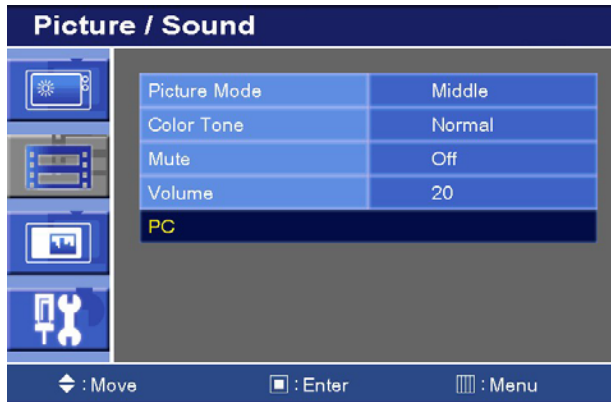 Picture / Sound
Picture Mode Middle
Color Tone Normal
Mute Off
Volume 20
PC
: Move : Enter : Menu